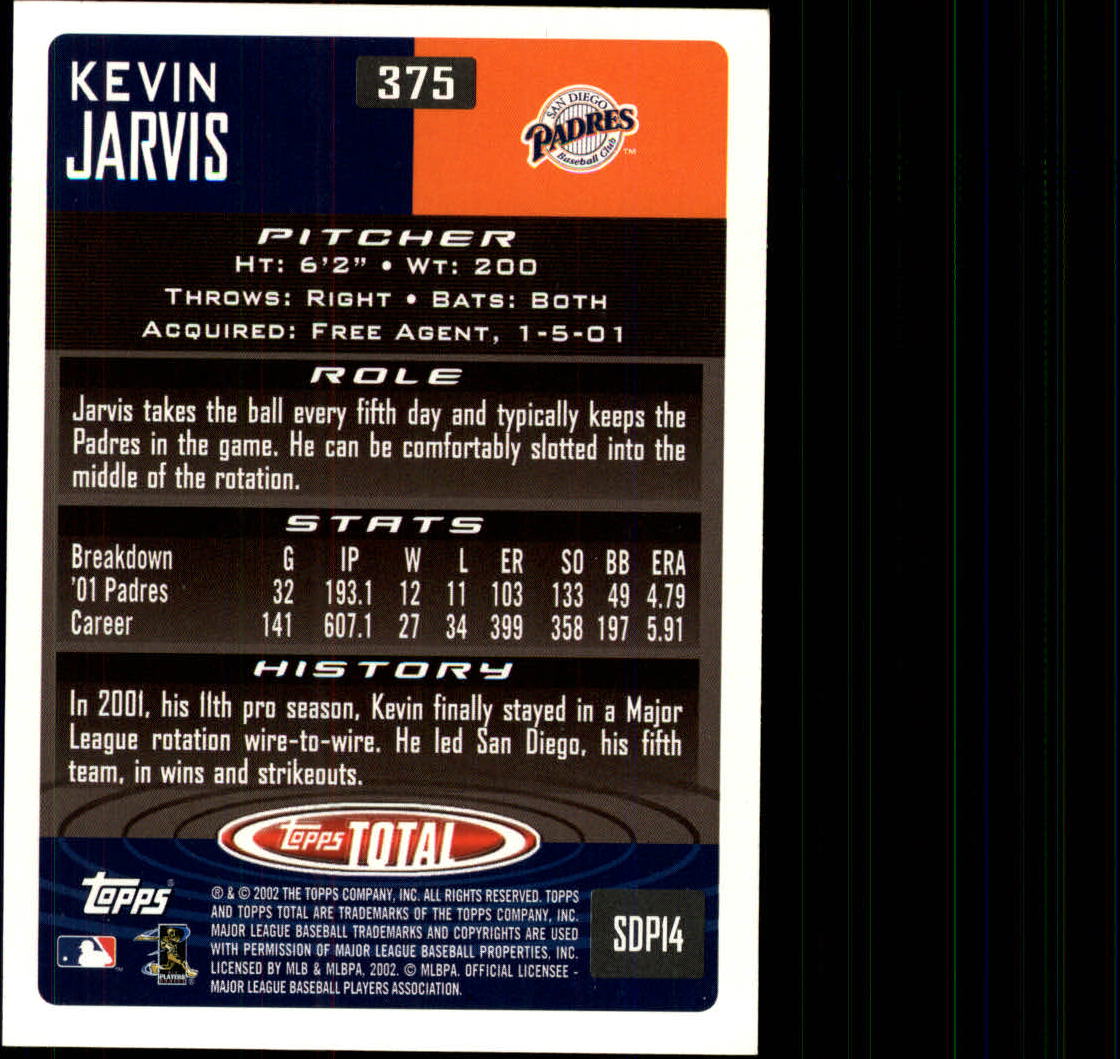 KEVIN
JARVIS
375
SAN DIEGO
PADRES
Baseball Club
TM
PITCHER
HT: 6'2" • WT: 200
THROWS: RIGHT • BATS: BOTH
ACQUIRED: FREE AGENT, 1-5-01
ROLE
Jarvis takes the ball every fifth day and typically keeps the
Padres in the game. He can be comfortably slotted into the
middle of the rotation.
STATS
Breakdown G IP W L ER SO BB ERA
'01 Padres 32 193.1 12 11 103 133 49 4.79
Career 141 607.1 27 34 399 358 197 5.91
HISTORY
In 2001, his 11th pro season, Kevin finally stayed in a Major
League rotation wire-to-wire. He led San Diego, his fifth
team, in wins and strikeouts.
topps TOTAL
topps®
® & © 2002 THE TOPPS COMPANY, INC. ALL RIGHTS RESERVED. TOPPS
AND TOPPS TOTAL ARE TRADEMARKS OF THE TOPPS COMPANY, INC.
MAJOR LEAGUE BASEBALL TRADEMARKS AND COPYRIGHTS ARE USED
WITH PERMISSION OF MAJOR LEAGUE BASEBALL PROPERTIES, INC.
LICENSED BY MLB & MLBPA, 2002. © MLBPA. OFFICIAL LICENSEE -
MAJOR LEAGUE BASEBALL PLAYERS ASSOCIATION.
PLAYERS
SDP14